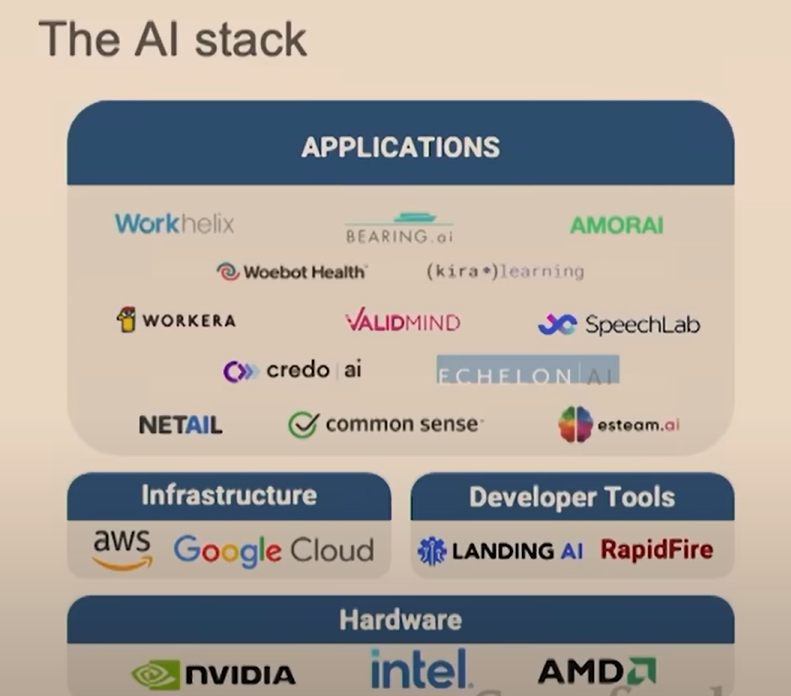 The AI stack
APPLICATIONS
Workhelix BEARING.ai AMORAI
Woebot Health (kira•)learning
WORKERA VALIDMIND SpeechLab
credo | ai ECHELON | AI
NETAIL common sense esteam.ai
Infrastructure
aws Google Cloud
Developer Tools
LANDING AI RapidFire
Hardware
NVIDIA intel. AMD